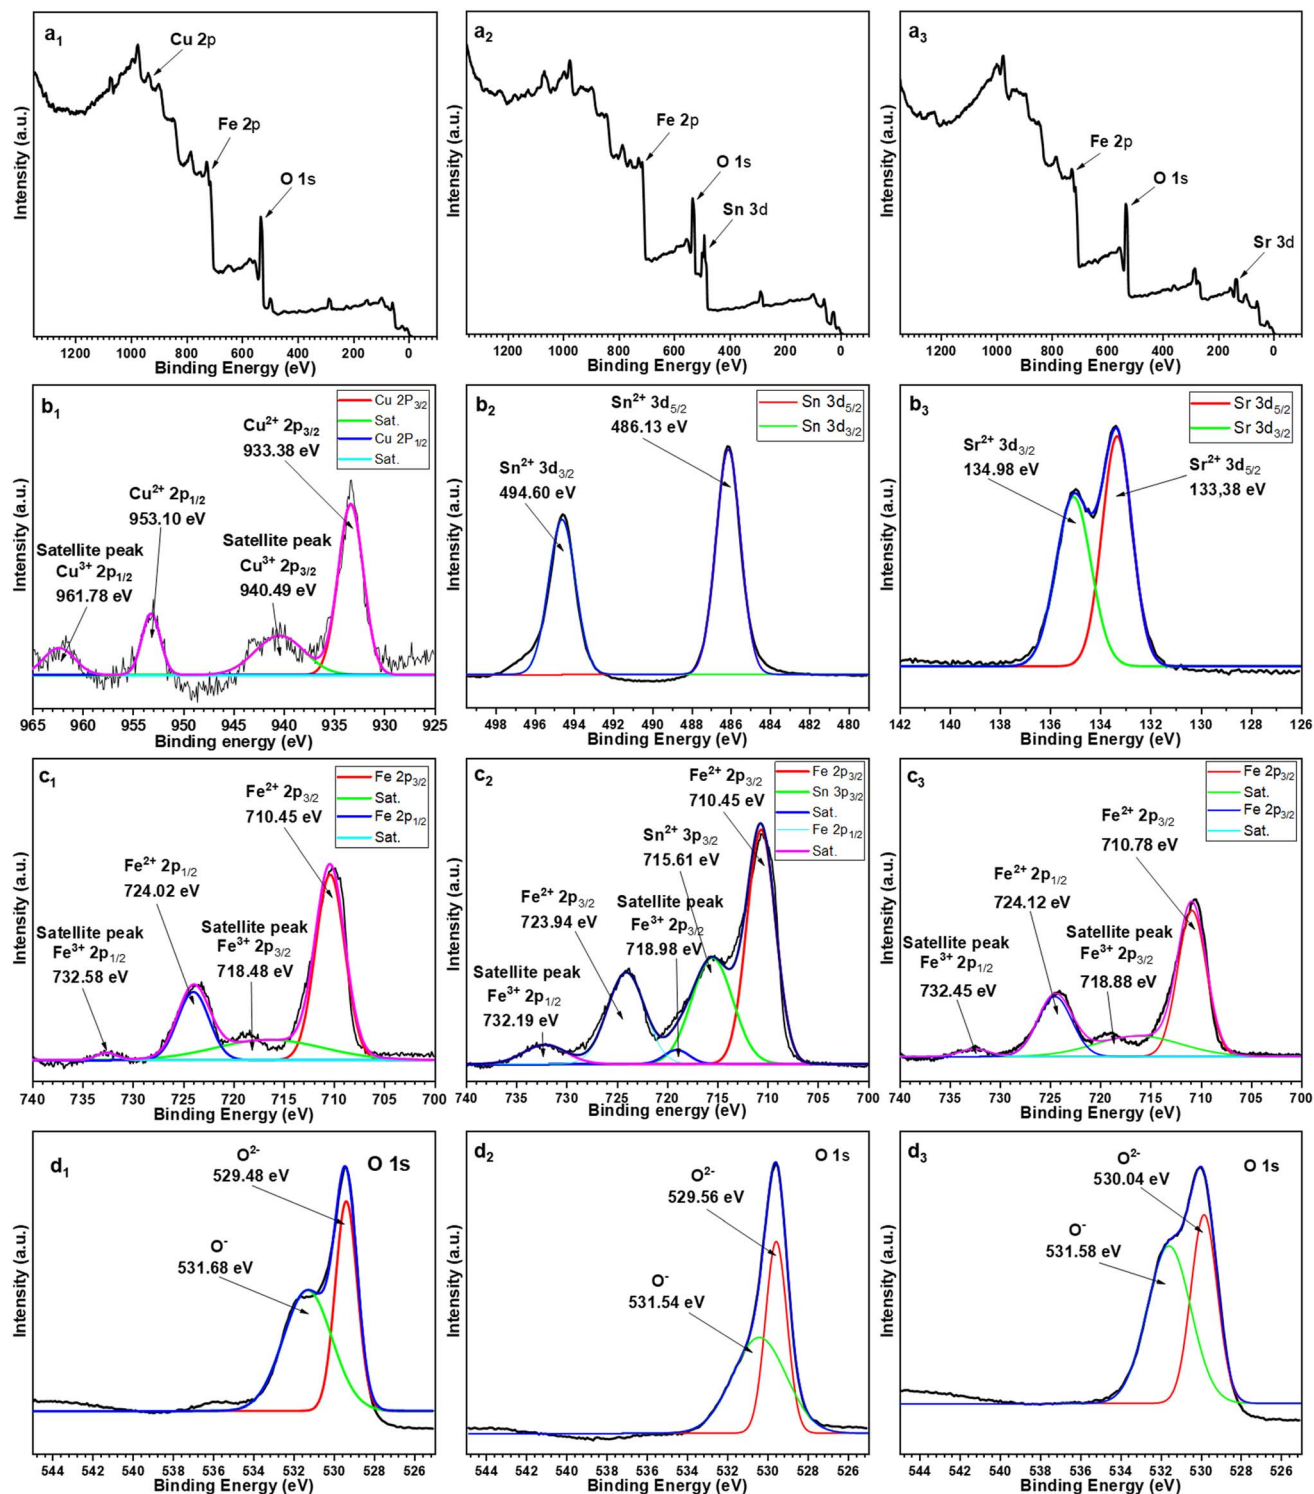 a₁
Cu 2p
Fe 2p
O 1s
Intensity (a.u.)
1200 1000 800 600 400 200 0
Binding Energy (eV)
a₂
Fe 2p
O 1s
Sn 3d
Intensity (a.u.)
1200 1000 800 600 400 200 0
Binding Energy (eV)
a₃
Fe 2p
O 1s
Sr 3d
Intensity (a.u.)
1200 1000 800 600 400 200 0
Binding Energy (eV)
b₁
Cu 2P₃/₂
Sat.
Cu 2P₁/₂
Sat.
Cu²⁺ 2p₃/₂
933.38 eV
Cu²⁺ 2p₁/₂
953.10 eV
Satellite peak
Cu³⁺ 2p₁/₂
961.78 eV
Satellite peak
Cu³⁺ 2p₃/₂
940.49 eV
Intensity (a.u.)
965 960 955 950 945 940 935 930 925
Binding energy (eV)
b₂
Sn 3d₅/₂
Sn 3d₃/₂
Sn²⁺ 3d₅/₂
486.13 eV
Sn²⁺ 3d₃/₂
494.60 eV
Intensity (a.u.)
498 496 494 492 490 488 486 484 482 480
Binding Energy (eV)
b₃
Sr 3d₅/₂
Sr 3d₃/₂
Sr²⁺ 3d₃/₂
134.98 eV
Sr²⁺ 3d₅/₂
133,38 eV
Intensity (a.u.)
142 140 138 136 134 132 130 128 126
Binding Energy (eV)
c₁
Fe 2p₃/₂
Sat.
Fe 2p₁/₂
Sat.
Fe²⁺ 2p₃/₂
710.45 eV
Fe²⁺ 2p₁/₂
724.02 eV
Satellite peak
Fe³⁺ 2p₁/₂
732.58 eV
Satellite peak
Fe³⁺ 2p₃/₂
718.48 eV
Intensity (a.u.)
740 735 730 725 720 715 710 705 700
Binding Energy (eV)
c₂
Fe 2p₃/₂
Sn 3p₃/₂
Sat.
Fe 2p₁/₂
Sat.
Fe²⁺ 2p₃/₂
710.45 eV
Sn²⁺ 3p₃/₂
715.61 eV
Fe²⁺ 2p₃/₂
723.94 eV
Satellite peak
Fe³⁺ 2p₃/₂
718.98 eV
Satellite peak
Fe³⁺ 2p₁/₂
732.19 eV
Intensity (a.u.)
740 735 730 725 720 715 710 705 700
Binding energy (eV)
c₃
Fe 2p₃/₂
Sat.
Fe 2p₃/₂
Sat.
Fe²⁺ 2p₃/₂
710.78 eV
Fe²⁺ 2p₁/₂
724.12 eV
Satellite peak
Fe³⁺ 2p₁/₂
732.45 eV
Satellite peak
Fe³⁺ 2p₃/₂
718.88 eV
Intensity (a.u.)
740 735 730 725 720 715 710 705 700
Binding Energy (eV)
d₁
O 1s
O²⁻
529.48 eV
O⁻
531.68 eV
Intensity (a.u.)
544 542 540 538 536 534 532 530 528 526
Binding Energy (eV)
d₂
O 1s
O²⁻
529.56 eV
O⁻
531.54 eV
Intensity (a.u.)
544 542 540 538 536 534 532 530 528 526
Binding Energy (eV)
d₃
O 1s
O²⁻
530.04 eV
O⁻
531.58 eV
Intensity (a.u.)
544 542 540 538 536 534 532 530 528 526
Binding Energy (eV)